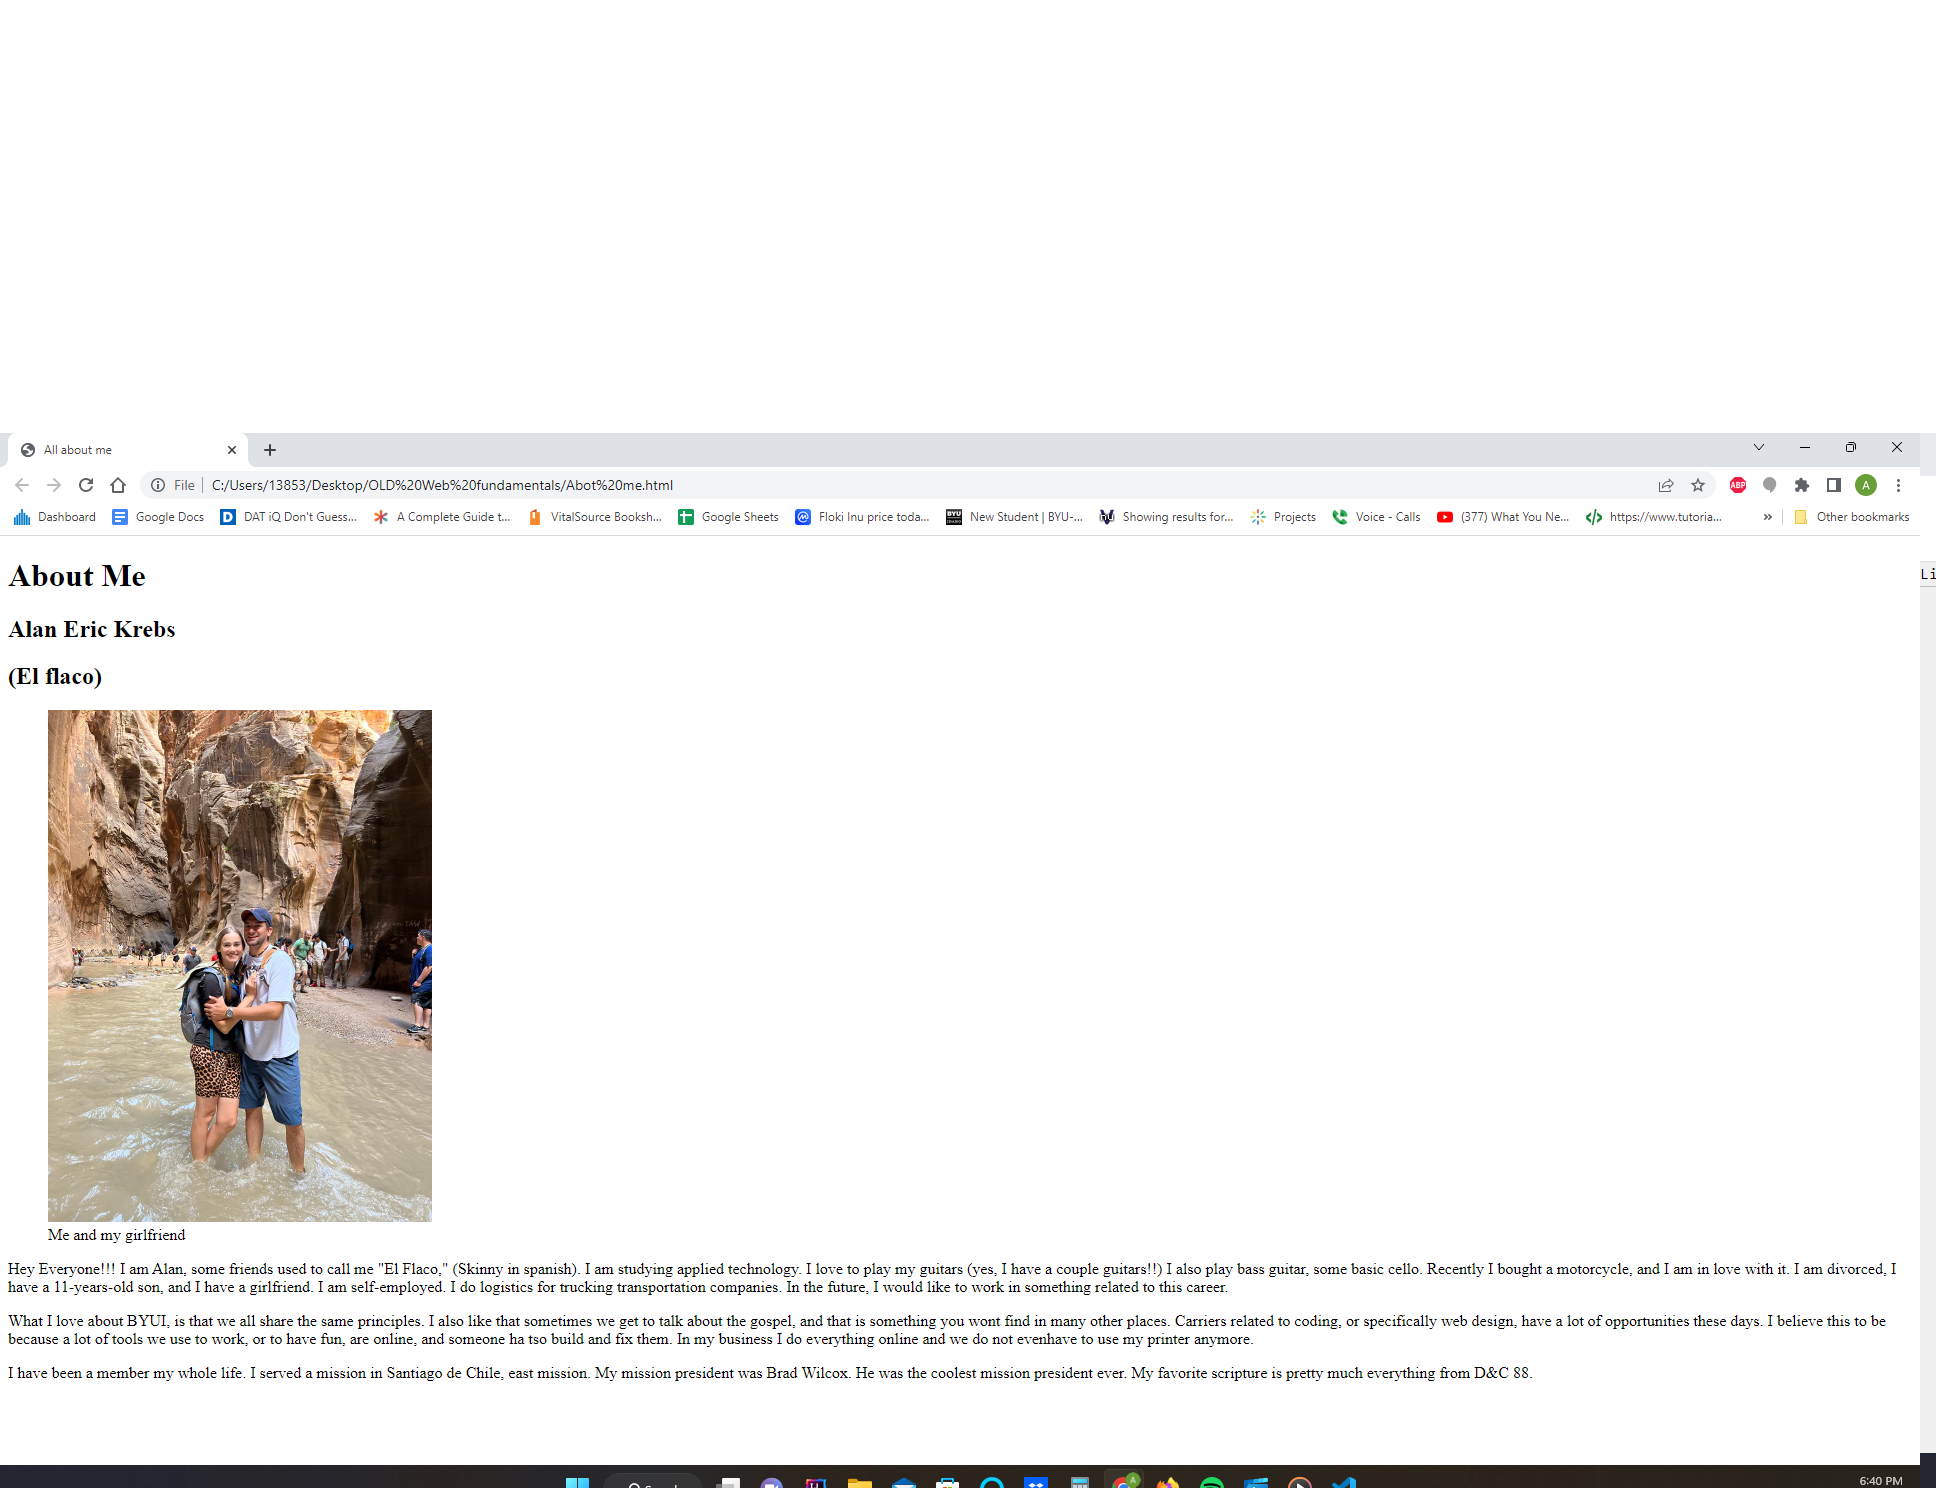 All about me
File C:/Users/13853/Desktop/OLD%20Web%20fundamentals/Abot%20me.html
ABP A
Dashboard Google Docs D DAT iQ Don't Guess... A Complete Guide t... VitalSource Booksh... Google Sheets Floki Inu price toda... BYU IDAHO New Student | BYU-... Showing results for... Projects Voice - Calls (377) What You Ne... https://www.tutoria... » Other bookmarks
About Me
Li
Alan Eric Krebs
(El flaco)
Me and my girlfriend
Hey Everyone!!! I am Alan, some friends used to call me "El Flaco," (Skinny in spanish). I am studying applied technology. I love to play my guitars (yes, I have a couple guitars!!) I also play bass guitar, some basic cello. Recently I bought a motorcycle, and I am in love with it. I am divorced, I
have a 11-years-old son, and I have a girlfriend. I am self-employed. I do logistics for trucking transportation companies. In the future, I would like to work in something related to this career.
What I love about BYUI, is that we all share the same principles. I also like that sometimes we get to talk about the gospel, and that is something you wont find in many other places. Carriers related to coding, or specifically web design, have a lot of opportunities these days. I believe this to be
because a lot of tools we use to work, or to have fun, are online, and someone ha tso build and fix them. In my business I do everything online and we do not evenhave to use my printer anymore.
I have been a member my whole life. I served a mission in Santiago de Chile, east mission. My mission president was Brad Wilcox. He was the coolest mission president ever. My favorite scripture is pretty much everything from D&C 88.
6:40 PM